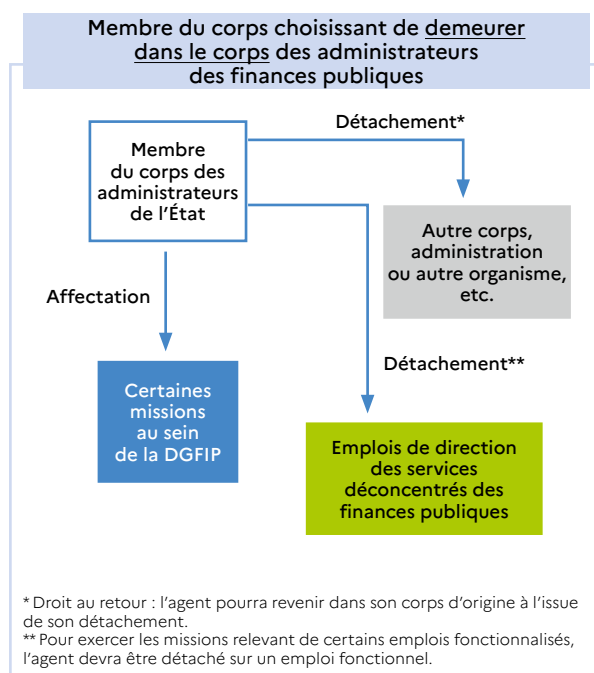 Membre du corps choisissant de demeurer
dans le corps des administrateurs
des finances publiques
Détachement*
Membre
du corps des
administrateurs
de l'État
Autre corps,
administration
ou autre organisme,
etc.
Affectation
Détachement**
Certaines
missions
au sein
de la DGFIP
Emplois de direction
des services
déconcentrés des
finances publiques
* Droit au retour : l'agent pourra revenir dans son corps d'origine à l'issue
de son détachement.
** Pour exercer les missions relevant de certains emplois fonctionnalisés,
l'agent devra être détaché sur un emploi fonctionnel.